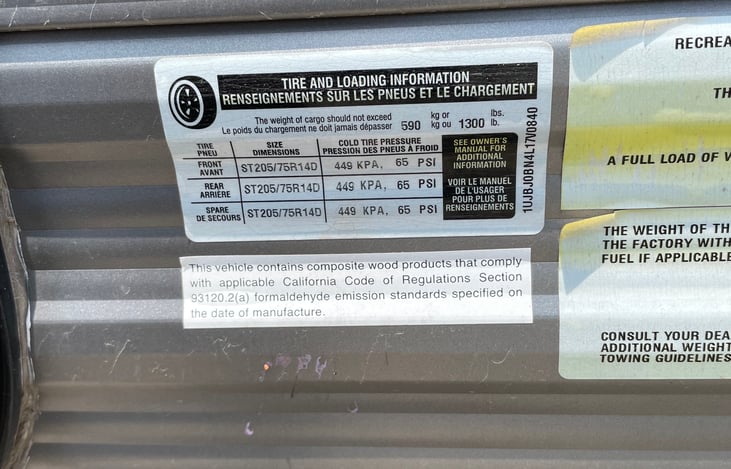 TIRE AND LOADING INFORMATION
RENSEIGNEMENTS SUR LES PNEUS ET LE CHARGEMENT
The weight of cargo should not exceed
Le poids du chargement ne doit jamais dépasser 590 kg or kg ou 1300 lbs. lb.
TIRE PNEU SIZE DIMENSIONS COLD TIRE PRESSURE PRESSION DES PNEUS À FROID
FRONT AVANT ST205/75R14D 449 KPA, 65 PSI
REAR ARRIÈRE ST205/75R14D 449 KPA, 65 PSI
SPARE DE SECOURS ST205/75R14D 449 KPA, 65 PSI
SEE OWNER'S
MANUAL FOR
ADDITIONAL
INFORMATION
VOIR LE MANUEL
DE L'USAGER
POUR PLUS DE
RENSEIGNEMENTS
1UJBJ0BN4L17V0840
This vehicle contains composite wood products that comply
with applicable California Code of Regulations Section
93120.2(a) formaldehyde emission standards specified on
the date of manufacture.
RECREA
TH
A FULL LOAD OF W
THE WEIGHT OF TH
THE FACTORY WITH
FUEL IF APPLICABLE
CONSULT YOUR DEA
ADDITIONAL WEIGHT
TOWING GUIDELINES